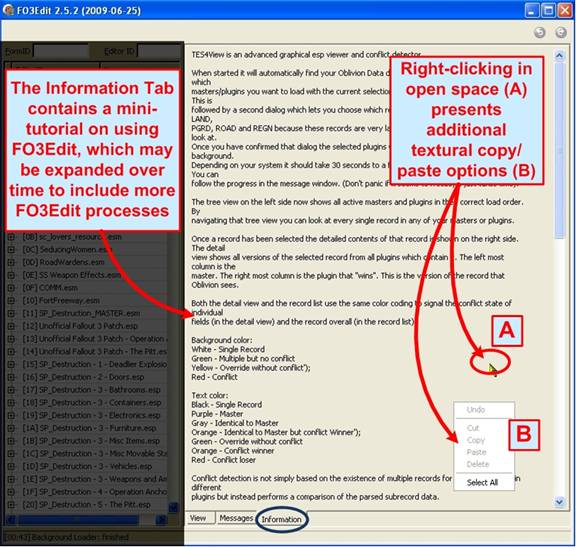 FO3Edit 2.5.2 (2009-06-25)
FormID
Editor ID
[0B] sc_lovers_resource.esm
[0C] SeducingWomen.esm
[0D] RoadWardens.esm
[0E] SS Weapon Effects.esm
[0F] COMM.esm
[10] FortFreeway.esm
[11] SP_Destruction_MASTER.esm
[12] Unofficial Fallout 3 Patch.esp
[13] Unofficial Fallout 3 Patch - Operation
[14] Unofficial Fallout 3 Patch - The Pitt.es
[15] SP_Destruction - 1 - Deadlier Explosio
[16] SP_Destruction - 2 - Doors.esp
[17] SP_Destruction - 3 - Bathrooms.esp
[18] SP_Destruction - 3 - Containers.esp
[19] SP_Destruction - 3 - Electronics.esp
[1A] SP_Destruction - 3 - Furniture.esp
[1B] SP_Destruction - 3 - Misc Items.esp
[1C] SP_Destruction - 3 - Misc Movable Sta
[1D] SP_Destruction - 3 - Vehicles.esp
[1E] SP_Destruction - 3 - Weapons and Am
[1F] SP_Destruction - 4 - Operation Ancho
[20] SP_Destruction - 5 - The Pitt.esp
The Information Tab
contains a mini-
tutorial on using
FO3Edit, which may
be expanded over
time to include more
FO3Edit processes
TES4View is an advanced graphical esp viewer and conflict detector.
When started it will automatically find your Oblivion Data d
which
masters/plugins you want to load with the current selection
This is
followed by a second dialog which lets you choose which re
LAND,
PGRD, ROAD and REGN because these records are very la
look at.
Once you have confirmed that dialog the selected plugins
background.
Depending on your system it should take 30 seconds to a f
You can
follow the progress in the message window. (Don't panic if
The tree view on the left side now shows all active masters and plugins in their correct load order.
By
navigating that tree view you can look at every single record in any of your masters or plugins.
Once a record has been selected the detailed contents of that record is shown on the right side.
The detail
view shows all versions of the selected record from all plugins which contain it. The left most
column is the
master. The right most column is the plugin that "wins". This is the version of the record that
Oblivion sees.
Both the detail view and the record list use the same color coding to signal the conflict state of
individual
fields (in the detail view) and the record overall (in the record list)
Background color:
White - Single Record
Green - Multiple but no conflict
Yellow - Override without conflict');
Red - Conflict
Text color:
Black - Single Record
Purple - Master
Gray - Identical to Master
Orange - Identical to Master but conflict Winner');
Green - Override without conflict
Orange - Conflict winner
Red - Conflict loser
Conflict detection is not simply based on the existence of multiple records for
different
plugins but instead performs a comparison of the parsed subrecord data.
Right-clicking in
open space (A)
presents
additional
textural copy/
paste options (B)
A
B
Undo
Cut
Copy
Paste
Delete
Select All
View
Messages
Information
[00:43] Background Loader: finished